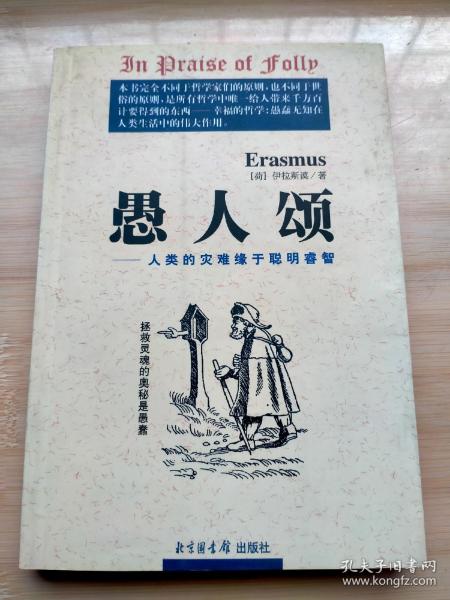 In Praise of Folly
本书完全不同于哲学家们的原则,也不同于世
俗的原则,是所有哲学中唯一给人带来千方百
计要得到的东西——幸福的哲学:愚蠢无知在
人类生活中的伟大作用。
Erasmus
[荷] 伊拉斯谟/著
愚人颂
——人类的灾难缘于聪明睿智
拯救灵魂的奥秘是愚蠢
北京图书馆 出版社
孔夫子旧书网
www.kongfz.com